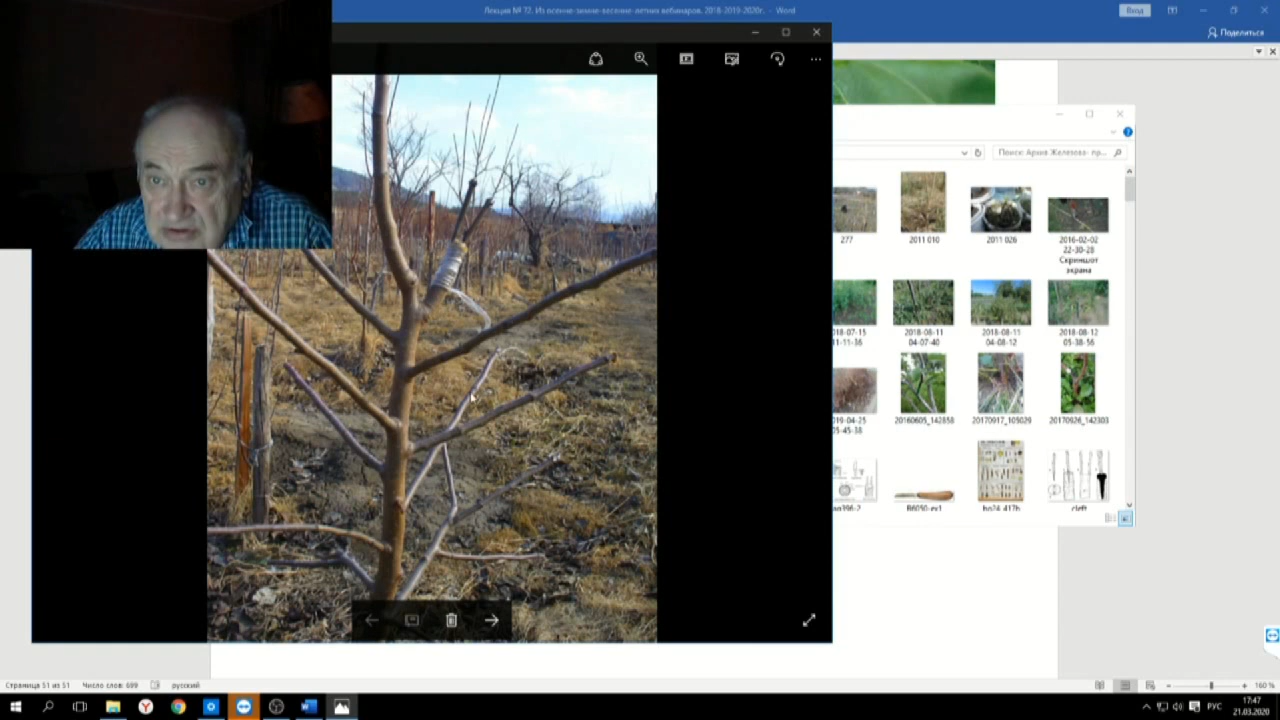 Лекция № 12. Из осенне-зимне-весенне-летних вебинаров. 2018-2019-2020г. - Word
Вход
Поделиться
Поиск: Архив Железова- пр...
277
2011 010
2011 026
2016-02-02
22-30-28
Скриншот
экрана
2018-08-11
04-07-40
2018-08-11
04-08-12
2018-08-12
05-38-56
20160605_142858
20170917_105029
20170926_142303
cleft
Страница 51 из 51
Число слов: 699
русский
160 %
РУС
17:47
21.03.2020